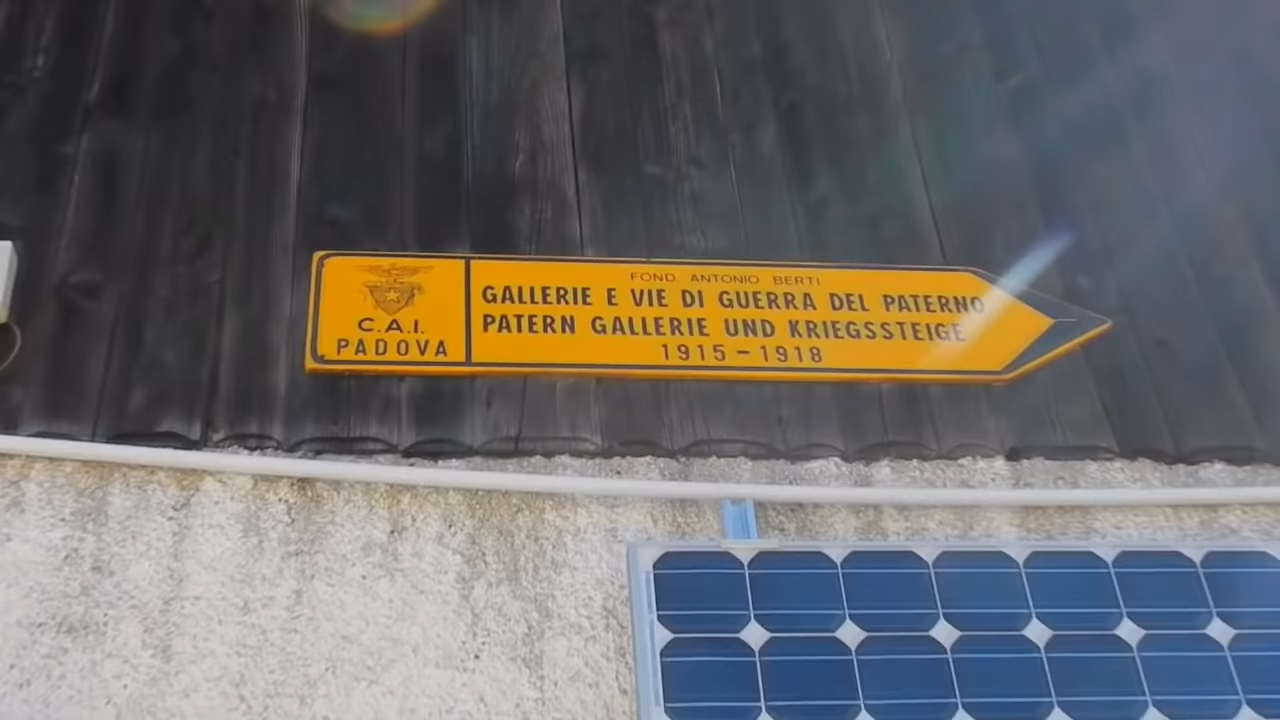 C.A.I.
PADOVA
FOND. ANTONIO BERTI
GALLERIE E VIE DI GUERRA DEL PATERNO
PATERN GALLERIE UND KRIEGSSTEIGE
1915-1918